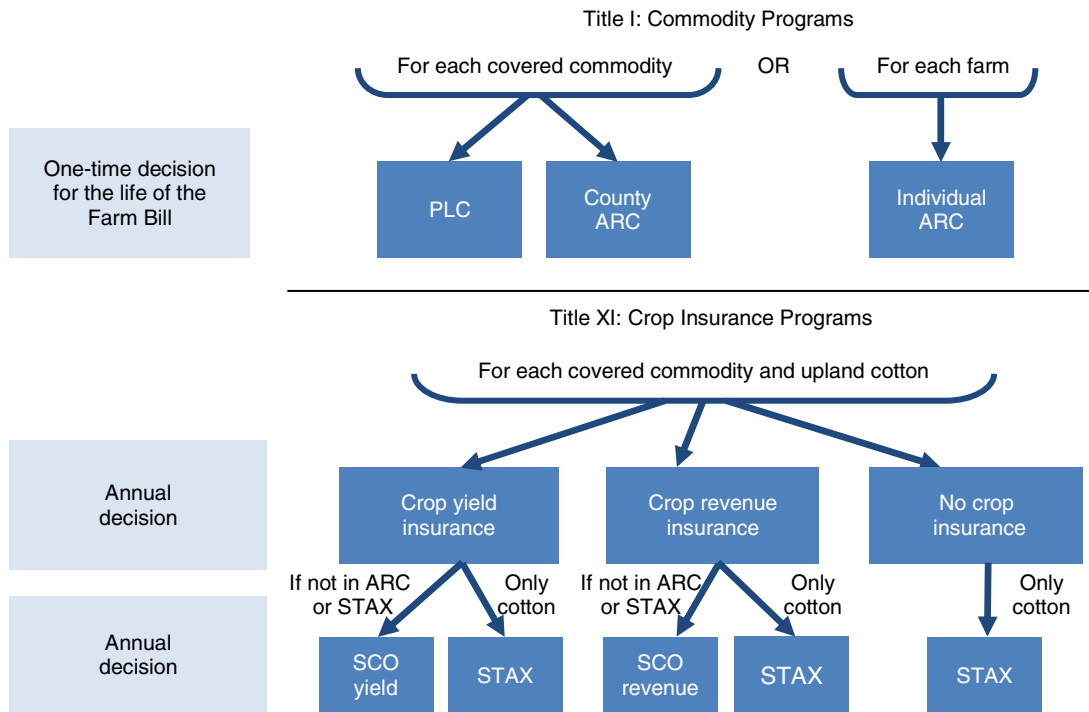 Title I: Commodity Programs
For each covered commodity
OR
For each farm
One-time decision
for the life of the
Farm Bill
PLC
County
ARC
Individual
ARC
Title XI: Crop Insurance Programs
For each covered commodity and upland cotton
Annual
decision
Crop yield
insurance
Crop revenue
insurance
No crop
insurance
If not in ARC
or STAX
Only
cotton
If not in ARC
or STAX
Only
cotton
Only
cotton
Annual
decision
SCO
yield
STAX
SCO
revenue
STAX
STAX